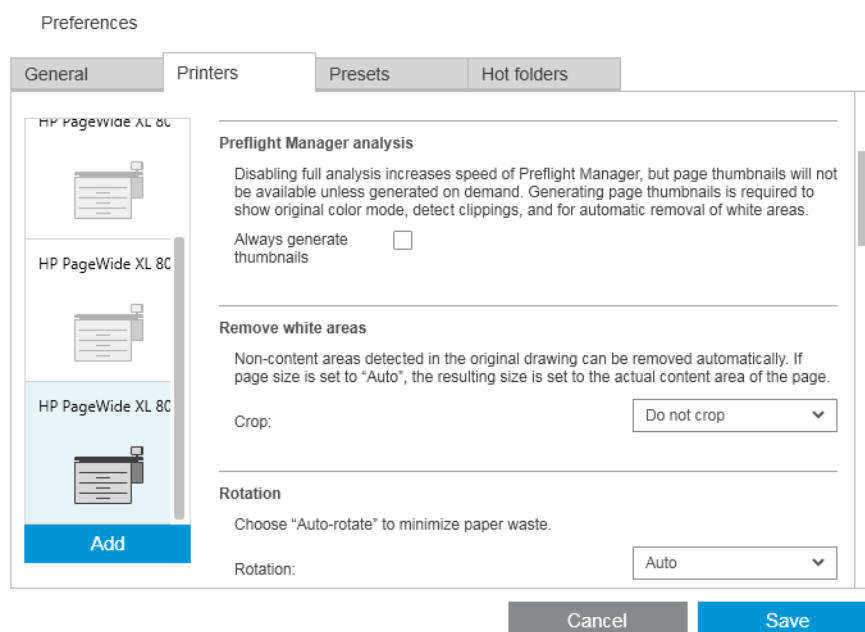 Preferences
General
Printers
Presets
Hot folders
HP PageWide XL 80
HP PageWide XL 80
HP PageWide XL 80
Add
Preflight Manager analysis
Disabling full analysis increases speed of Preflight Manager, but page thumbnails will not
be available unless generated on demand. Generating page thumbnails is required to
show original color mode, detect clippings, and for automatic removal of white areas.
Always generate
thumbnails
Remove white areas
Non-content areas detected in the original drawing can be removed automatically. If
page size is set to “Auto”, the resulting size is set to the actual content area of the page.
Crop:
Do not crop
Rotation
Choose “Auto-rotate” to minimize paper waste.
Rotation:
Auto
Cancel
Save